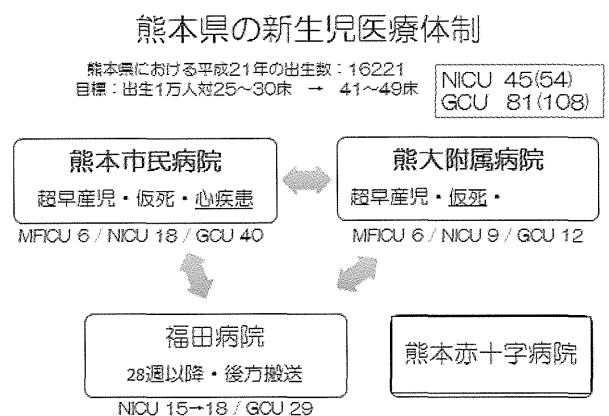 熊本県の新生児医療体制
熊本県における平成21年の出生数:16221
目標:出生1万人対25～30床 → 41～49床
NICU 45(54)
GCU 81(108)
熊本市民病院
超早産児・仮死・心疾患
MFICU 6 / NICU 18 / GCU 40
熊大附属病院
超早産児・仮死・
MFICU 6 / NICU 9 / GCU 12
福田病院
28週以降・後方搬送
NICU 15→18 / GCU 29
熊本赤十字病院